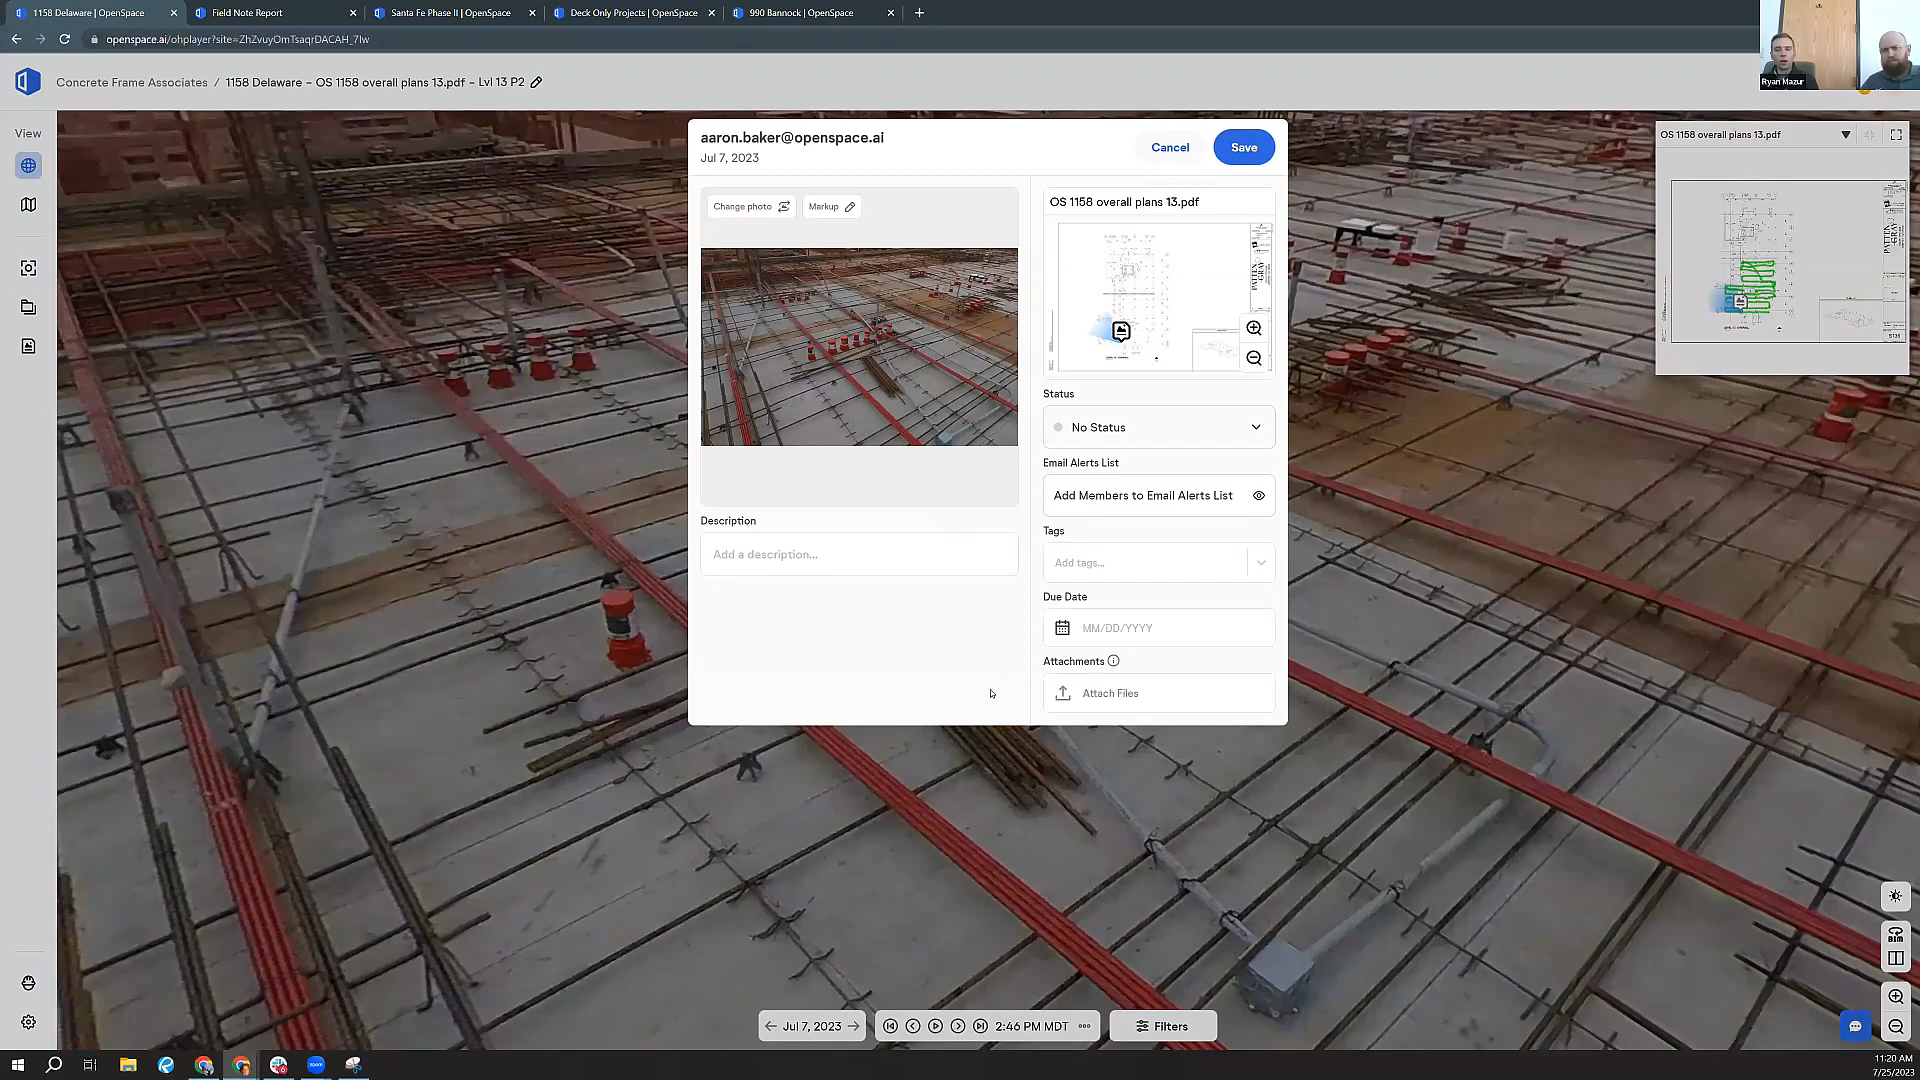 1158 Delaware | OpenSpace
Field Note Report
Santa Fe Phase II | OpenSpace
Deck Only Projects | OpenSpace
990 Bannock | OpenSpace
openspace.ai/ohplayer?site=ZhZvuyOmTsaqrDACAH_7Iw
Ryan Mazur
Concrete Frame Associates / 1158 Delaware – OS 1158 overall plans 13.pdf – Lvl 13 P2
View
aaron.baker@openspace.ai
Jul 7, 2023
Cancel
Save
OS 1158 overall plans 13.pdf
Change photo
Markup
OS 1158 overall plans 13.pdf
PATTEN
GRAY
Status
No Status
Email Alerts List
Add Members to Email Alerts List
Description
Add a description...
Tags
Add tags...
Due Date
MM/DD/YYYY
Attachments
Attach Files
BIM
Jul 7, 2023
2:46 PM MDT
Filters
zoom
11:20 AM
7/25/2023